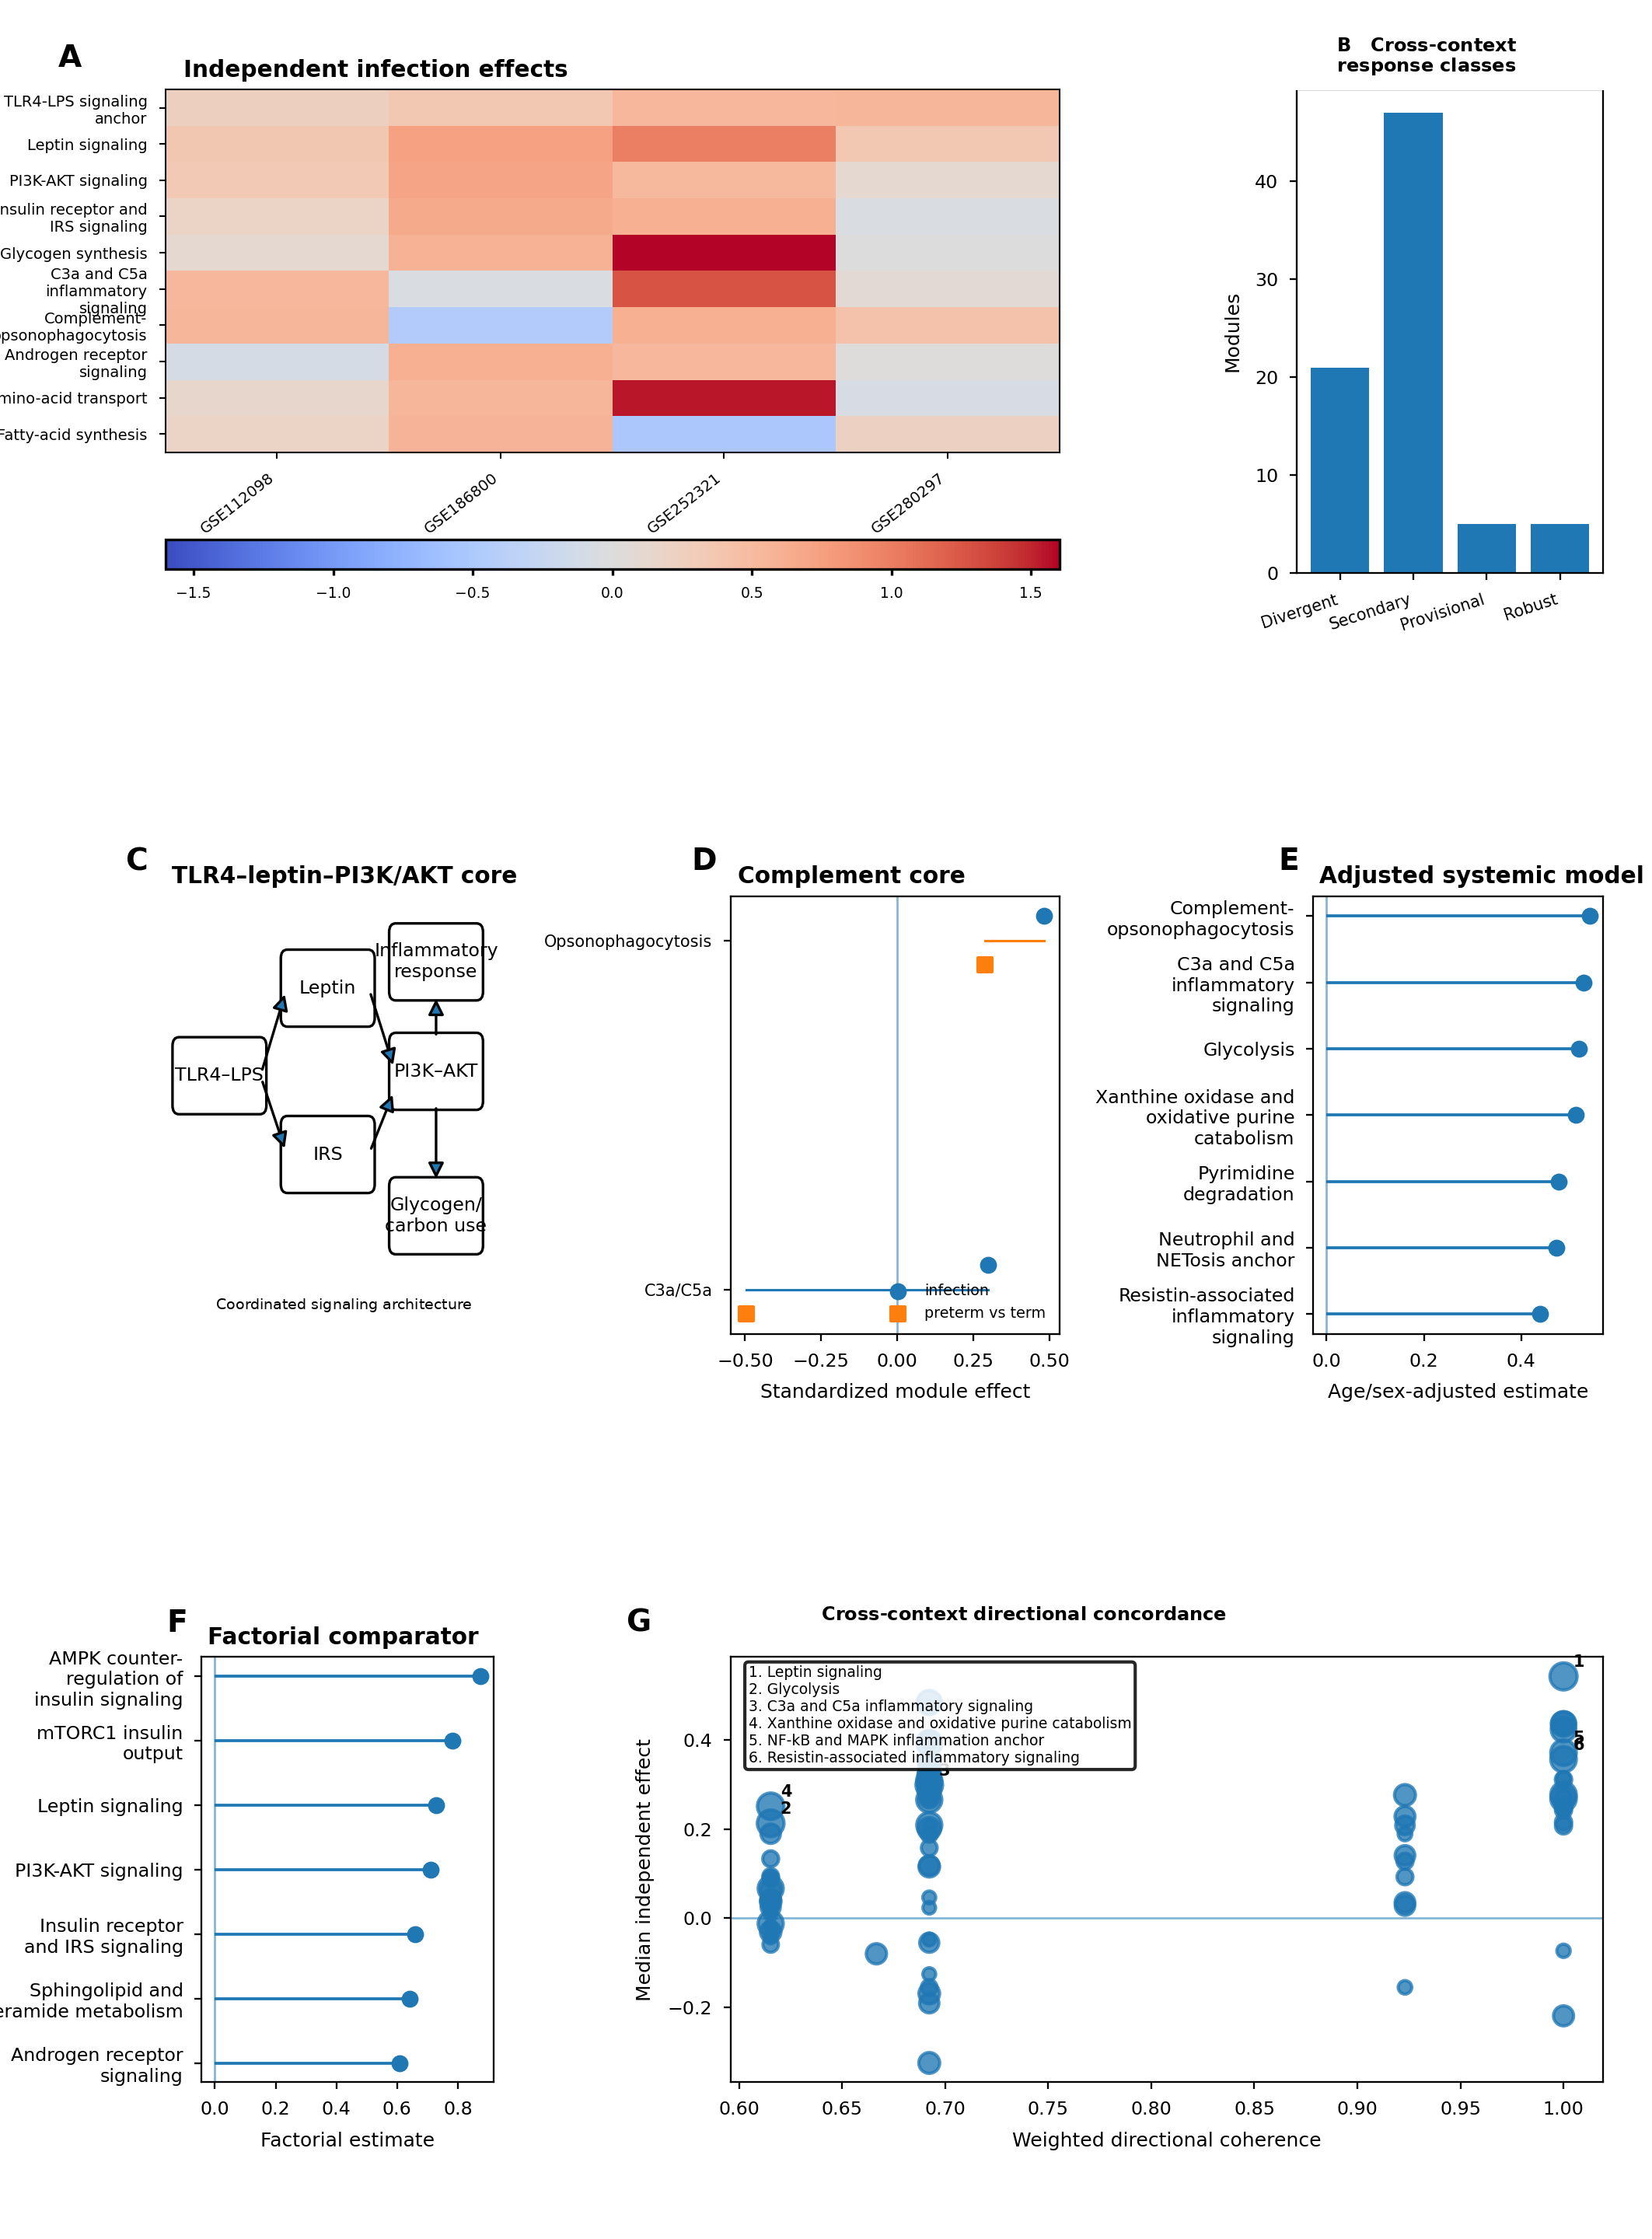 A
Independent infection effects
TLR4-LPS signaling
anchor
Leptin signaling
PI3K-AKT signaling
nsulin receptor and
IRS signaling
Glycogen synthesis
C3a and C5a
inflammatory
signaling
Complement-
opsonophagocytosis
Androgen receptor
signaling
mino-acid transport
Fatty-acid synthesis
GSE112098
GSE186800
GSE252321
GSE280297
−1.5
−1.0
−0.5
0.0
0.5
1.0
1.5
B Cross-context
response classes
Modules
40
30
20
10
0
Divergent
Secondary
Provisional
Robust
C
TLR4–leptin–PI3K/AKT core
Inflammatory
response
Leptin
TLR4–LPS
PI3K–AKT
IRS
Glycogen/
carbon use
Coordinated signaling architecture
D
Complement core
Opsonophagocytosis
C3a/C5a
infection
preterm vs term
−0.50
−0.25
0.00
0.25
0.50
Standardized module effect
E
Adjusted systemic model
Complement-
opsonophagocytosis
C3a and C5a
inflammatory
signaling
Glycolysis
Xanthine oxidase and
oxidative purine
catabolism
Pyrimidine
degradation
Neutrophil and
NETosis anchor
Resistin-associated
inflammatory
signaling
0.0
0.2
0.4
Age/sex-adjusted estimate
F
Factorial comparator
AMPK counter-
regulation of
insulin signaling
mTORC1 insulin
output
Leptin signaling
PI3K-AKT signaling
Insulin receptor
and IRS signaling
Sphingolipid and
eramide metabolism
Androgen receptor
signaling
0.0
0.2
0.4
0.6
0.8
Factorial estimate
G
Cross-context directional concordance
1. Leptin signaling
2. Glycolysis
3. C3a and C5a inflammatory signaling
4. Xanthine oxidase and oxidative purine catabolism
5. NF-kB and MAPK inflammation anchor
6. Resistin-associated inflammatory signaling
1
5
6
3
4
2
Median independent effect
0.4
0.2
0.0
−0.2
0.60
0.65
0.70
0.75
0.80
0.85
0.90
0.95
1.00
Weighted directional coherence